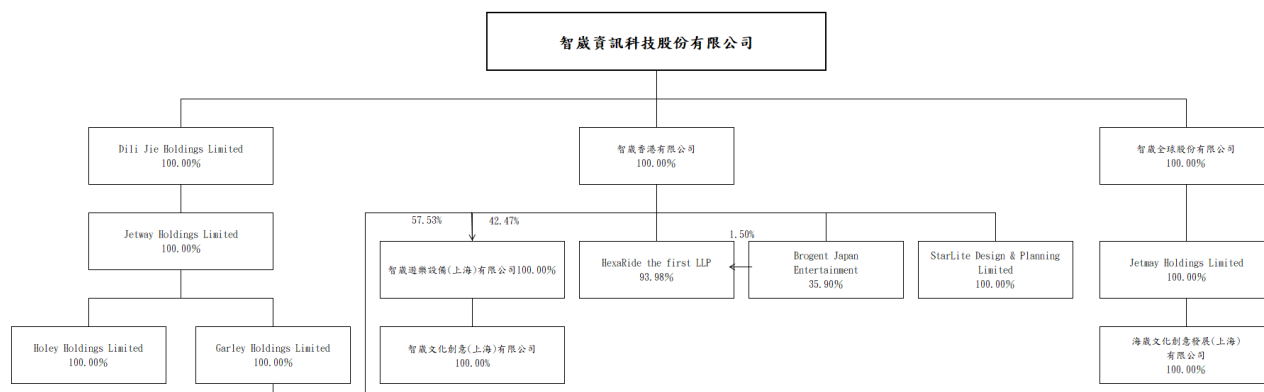 智崴資訊科技股份有限公司
Dili Jie Holdings Limited
100.00%
智崴香港有限公司
100.00%
智崴全球股份有限公司
100.00%
Jetway Holdings Limited
100.00%
57.53%
42.47%
智崴遊樂設備(上海)有限公司100.00%
HexaRide the first LLP
93.98%
1.50%
Brogent Japan
Entertainment
35.90%
StarLite Design & Planning
Limited
100.00%
Jetmay Holdings Limited
100.00%
Holey Holdings Limited
100.00%
Garley Holdings Limited
100.00%
智崴文化創意(上海)有限公司
100.00%
海崴文化創意發展(上海)
有限公司
100.00%